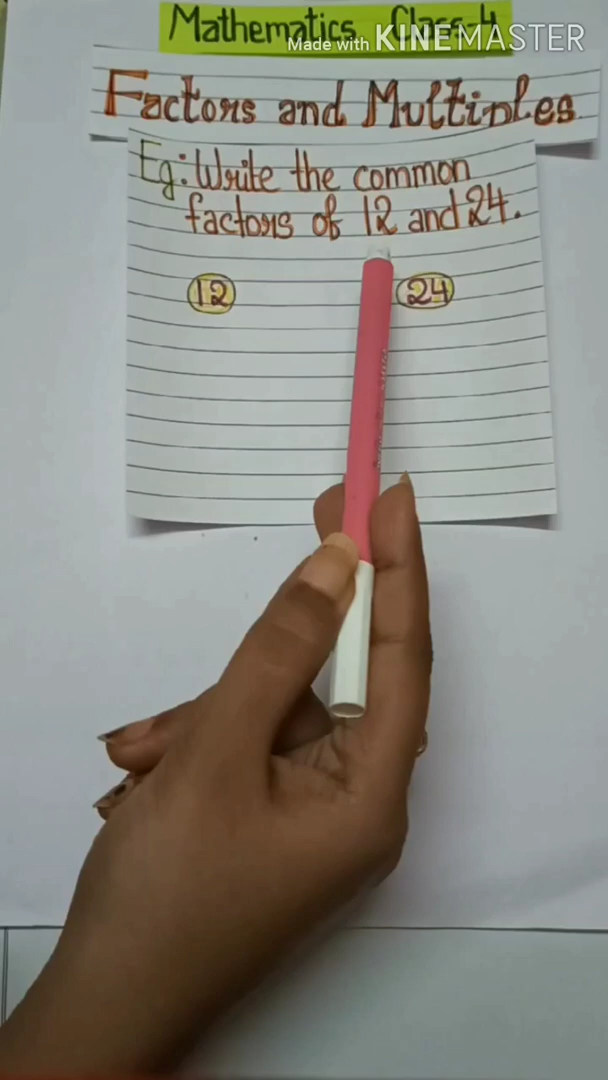 Mathematics Class-4
Made with KINEMASTER
Factors and Multiples
Eg: Write the common
factors of 12 and 24.
12 24